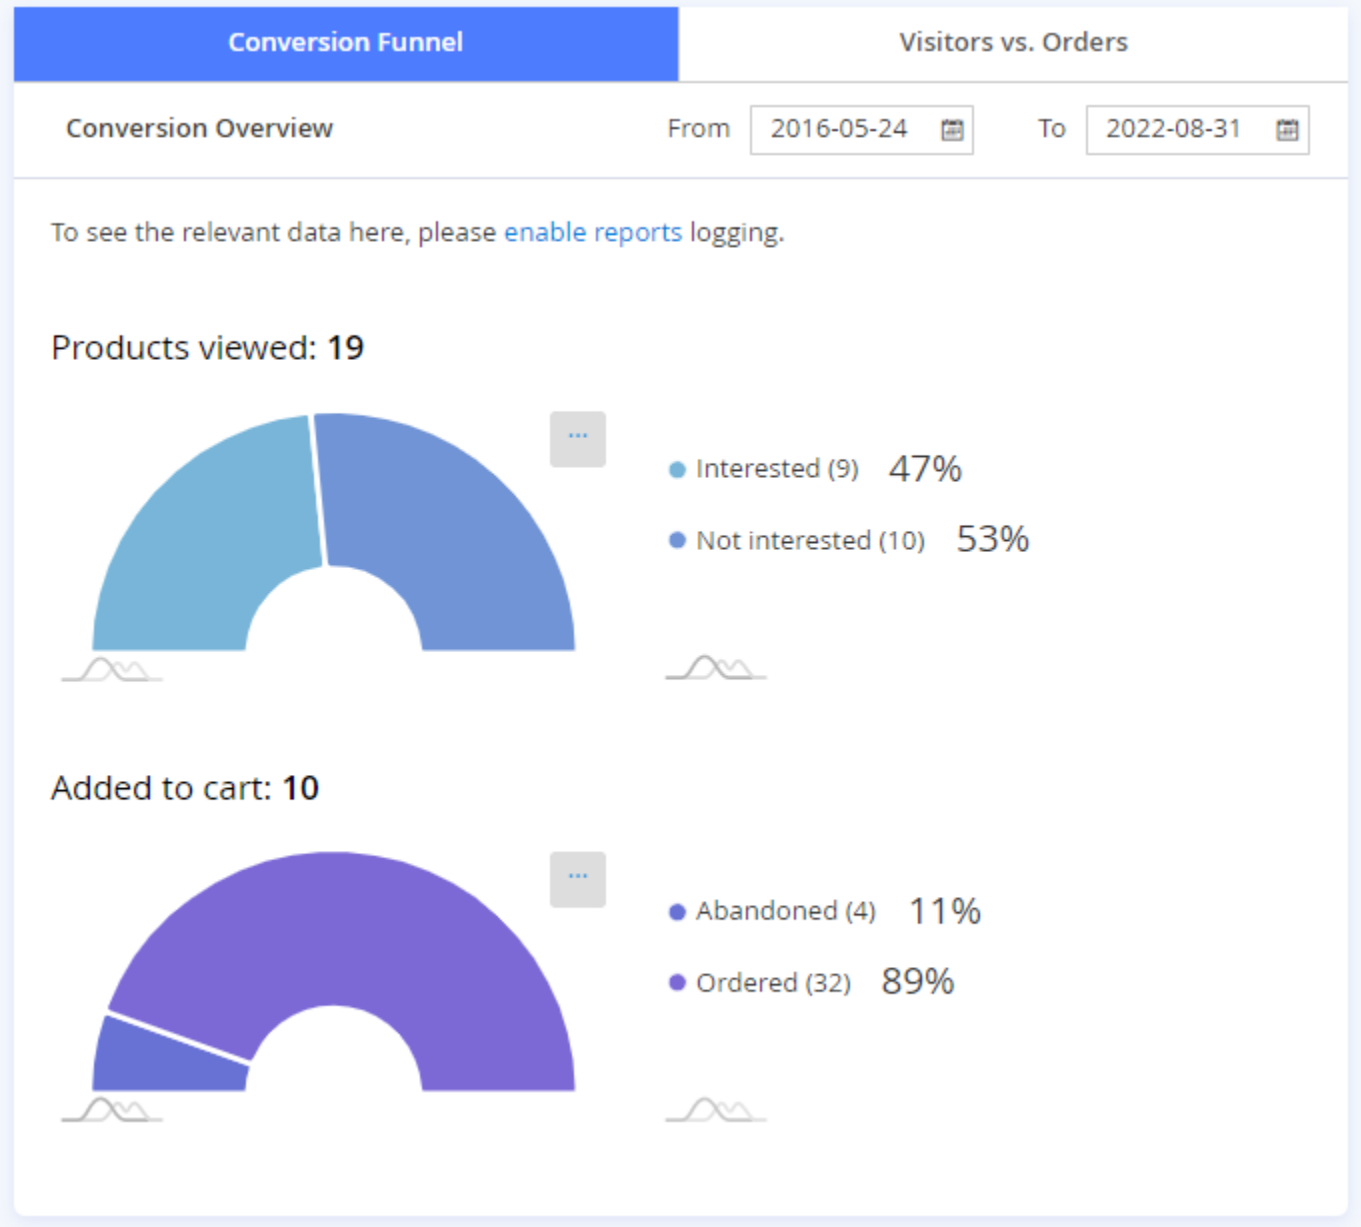 Conversion Funnel
Visitors vs. Orders
Conversion Overview
From 2016-05-24 To 2022-08-31
To see the relevant data here, please enable reports logging.
Products viewed: 19
...
Interested (9) 47%
Not interested (10) 53%
Added to cart: 10
...
Abandoned (4) 11%
Ordered (32) 89%